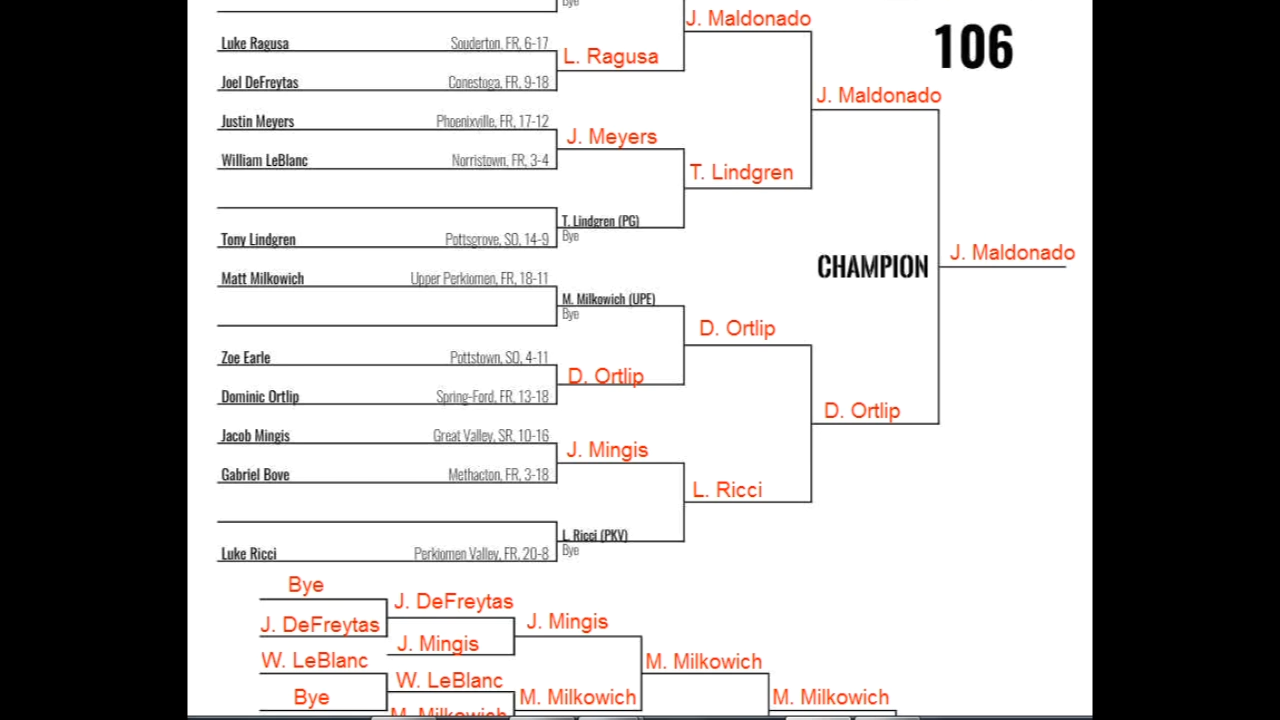 Bye
J. Maldonado
106
Luke Ragusa Souderton, FR, 6-17
L. Ragusa
Joel DeFreytas Conestoga, FR, 9-18
J. Maldonado
Justin Meyers Phoenixville, FR, 17-12
J. Meyers
William LeBlanc Norristown, FR, 3-4
T. Lindgren
T. Lindgren (PG)
Bye
Tony Lindgren Pottsgrove, SO, 14-9
CHAMPION
J. Maldonado
Matt Milkowich Upper Perkiomen, FR, 18-11
M. Milkowich (UPE)
Bye
D. Ortlip
Zoe Earle Pottstown, SO, 4-11
D. Ortlip
Dominic Ortlip Spring-Ford, FR, 13-18
D. Ortlip
Jacob Mingis Great Valley, SR, 10-16
J. Mingis
Gabriel Bove Methacton, FR, 3-18
L. Ricci
L. Ricci (PKV)
Bye
Luke Ricci Perkiomen Valley, FR, 20-8
Bye
J. DeFreytas
J. DeFreytas
J. Mingis
J. Mingis
W. LeBlanc
M. Milkowich
W. LeBlanc
Bye
M. Milkowich
M. Milkowich
M. Milkowich